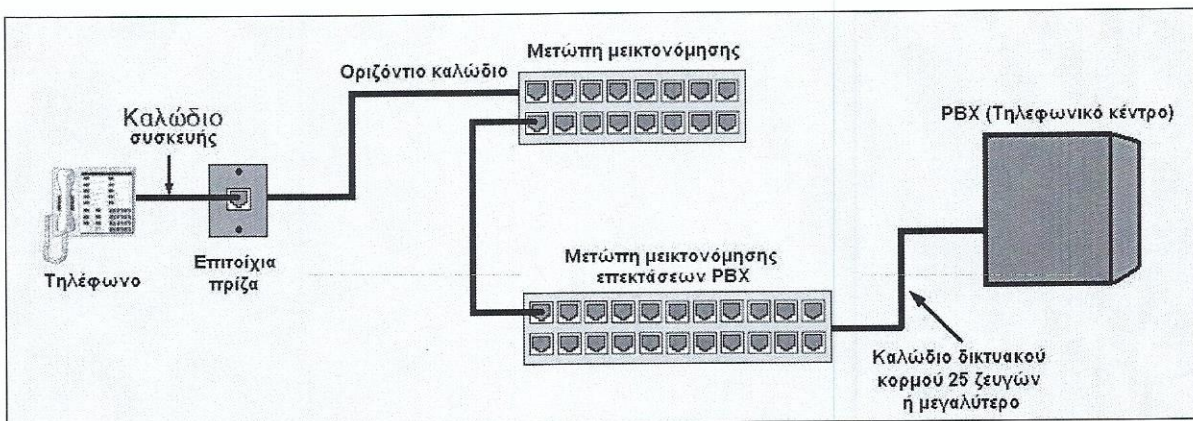 Μετώπη μεικτονόμησης
Οριζόντιο καλώδιο
PBX (Τηλεφωνικό κέντρο)
Καλώδιο
συσκευής
Τηλέφωνο
Επιτοίχια
πρίζα
Μετώπη μεικτονόμησης
επεκτάσεων PBX
Καλώδιο δικτυακού
κορμού 25 ζευγών
ή μεγαλύτερο